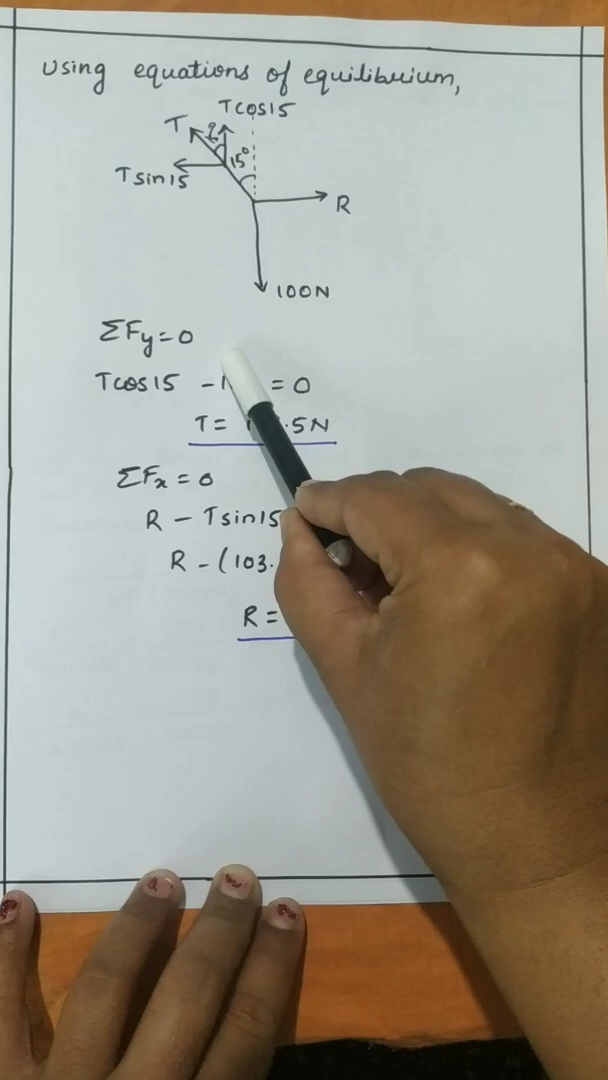 Using equations of equilibrium,
Tcos15
T
15°
Tsin15
R
100N
ΣFy=0
Tcos15 - = 0
T= .5N
ΣFx = 0
R - Tsin15
R - (103.
R =